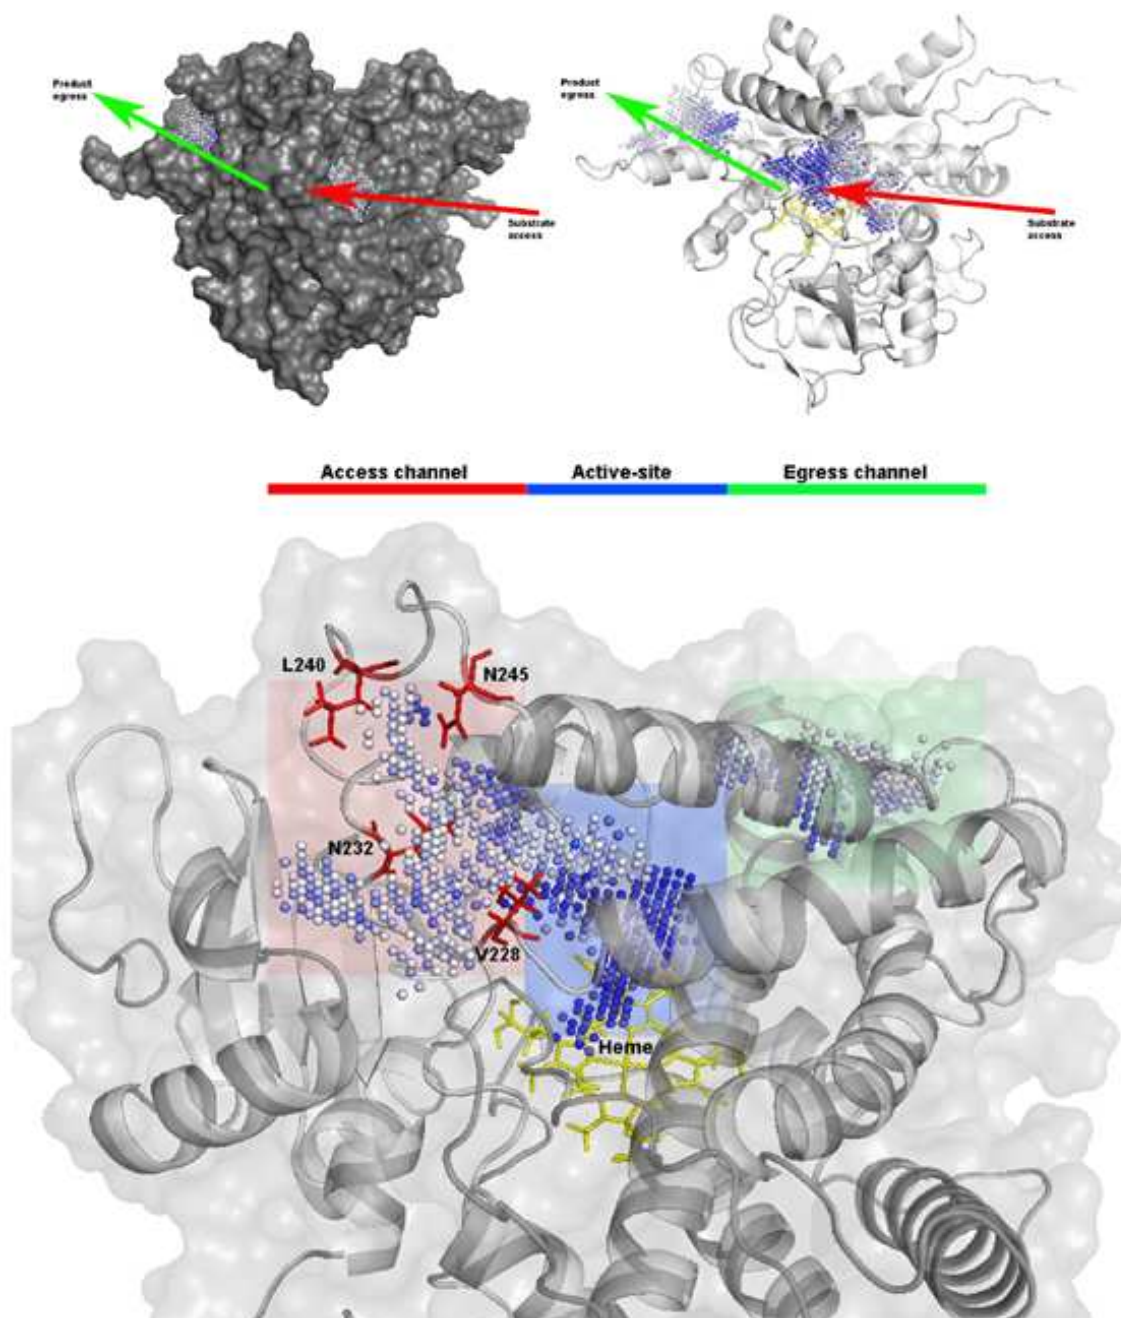 Product
egress
Substrate
access
Product
egress
Substrate
access
Access channel
Active-site
Egress channel
L240
N245
N232
V228
Heme